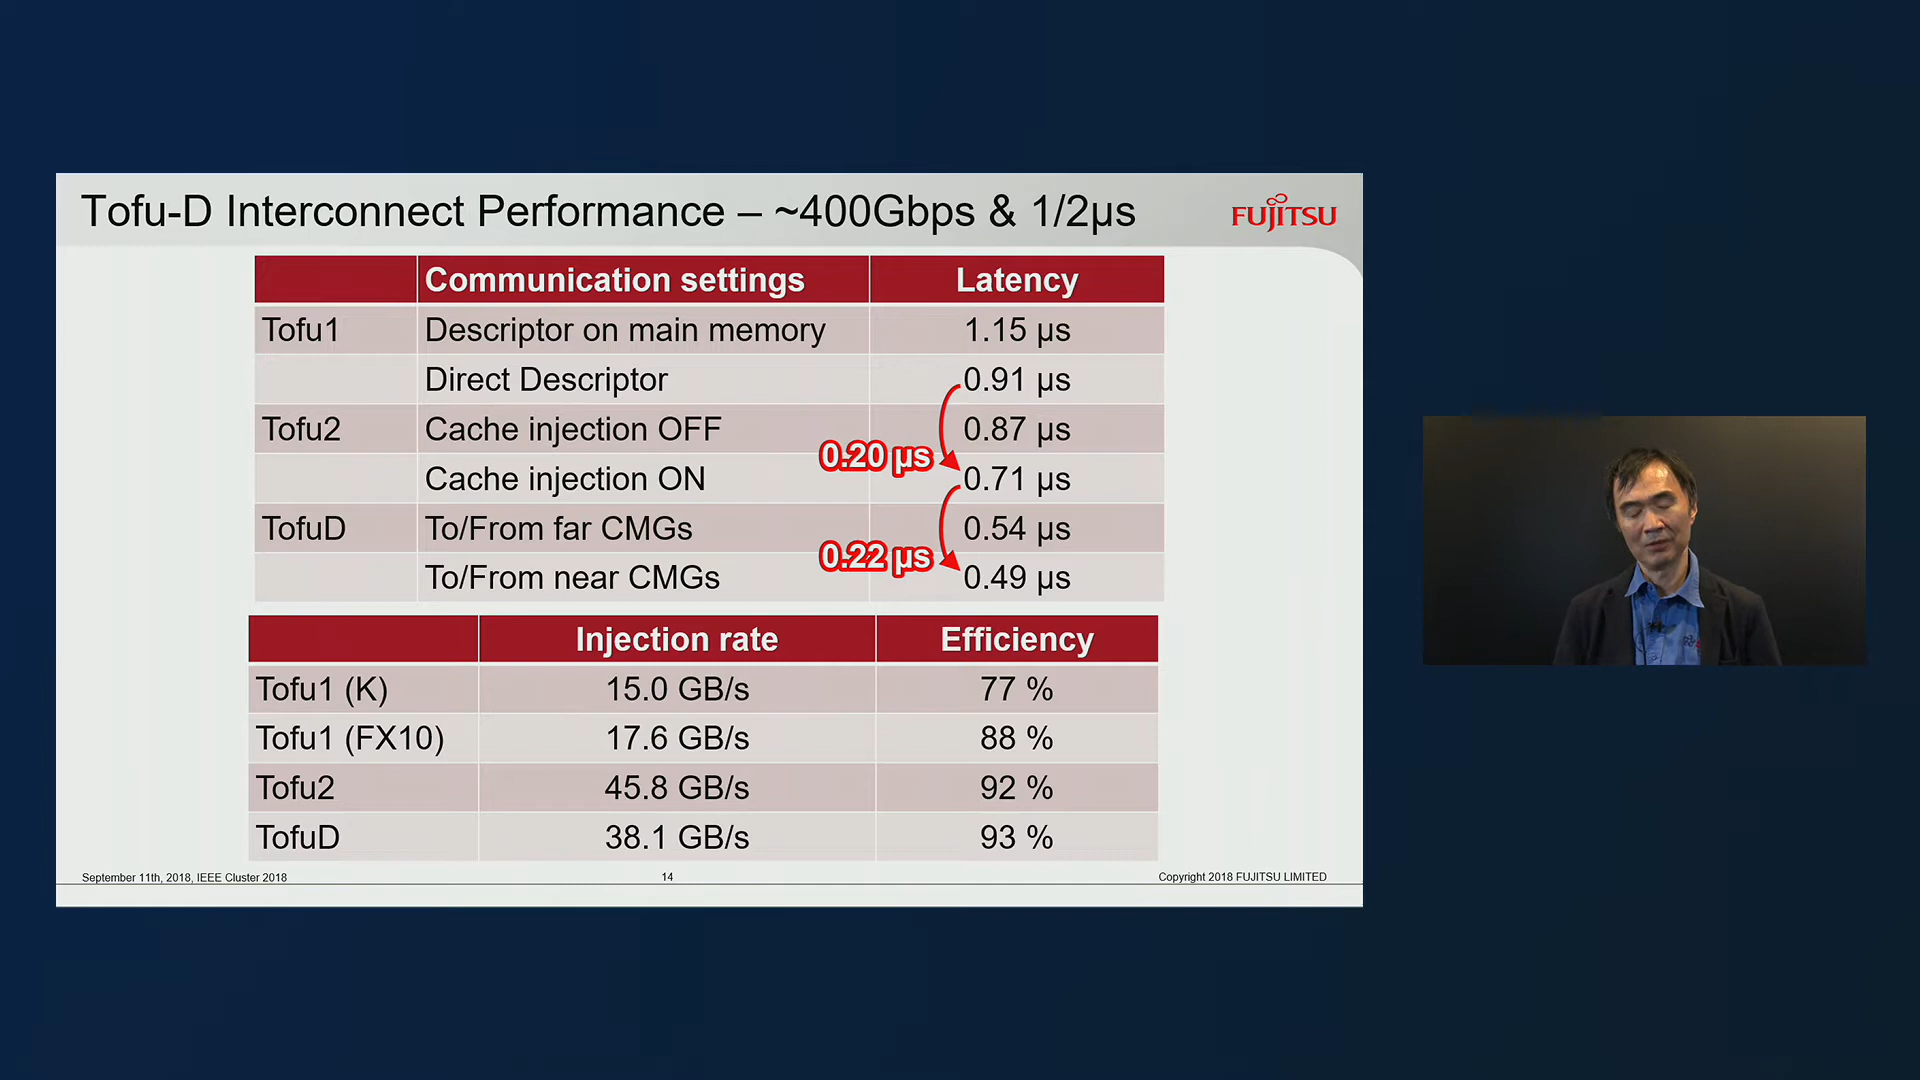 Tofu-D Interconnect Performance – ~400Gbps & 1/2μs
FUJITSU
Communication settings Latency
Tofu1 Descriptor on main memory 1.15 μs
Direct Descriptor 0.91 μs
Tofu2 Cache injection OFF 0.87 μs
0.20 μs
Cache injection ON 0.71 μs
TofuD To/From far CMGs 0.54 μs
0.22 μs
To/From near CMGs 0.49 μs
Injection rate Efficiency
Tofu1 (K) 15.0 GB/s 77 %
Tofu1 (FX10) 17.6 GB/s 88 %
Tofu2 45.8 GB/s 92 %
TofuD 38.1 GB/s 93 %
September 11th, 2018, IEEE Cluster 2018 14 Copyright 2018 FUJITSU LIMITED